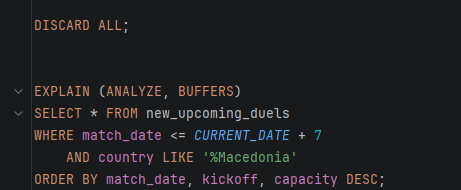 DISCARD ALL;
EXPLAIN (ANALYZE, BUFFERS)
SELECT * FROM new_upcoming_duels
WHERE match_date <= CURRENT_DATE + 7
    AND country LIKE '%Macedonia'
ORDER BY match_date, kickoff, capacity DESC;